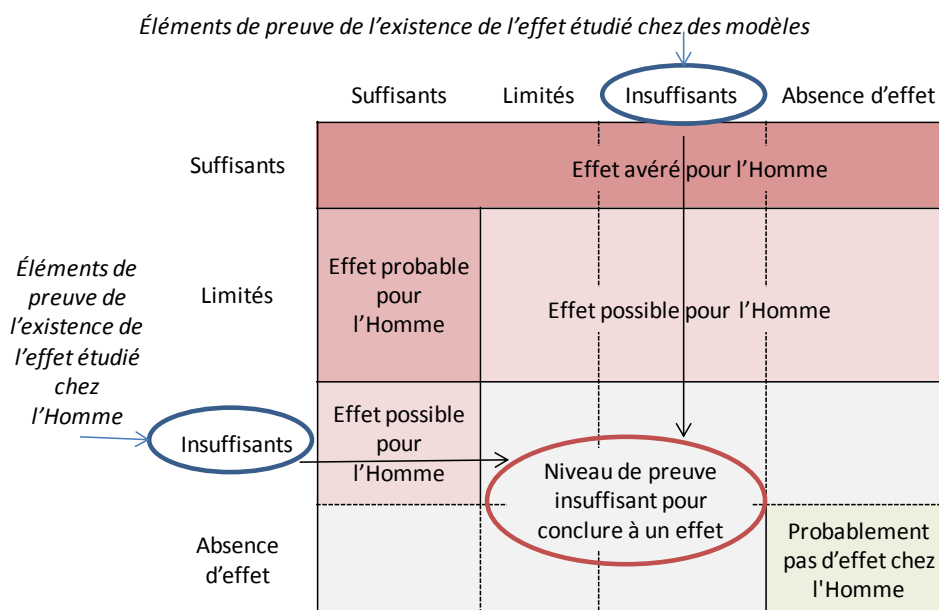 Éléments de preuve de l'existence de l'effet étudié chez des modèles
Suffisants
Limités
Insuffisants
Absence d'effet
Suffisants
Effet avéré pour l'Homme
Éléments de
preuve de
l'existence de
l'effet étudié
chez
l'Homme
Limités
Effet probable
pour
l'Homme
Effet possible pour l'Homme
Insuffisants
Effet possible
pour
l'Homme
Niveau de preuve
insuffisant pour
conclure à un effet
Absence
d'effet
Probablement
pas d'effet chez
l'Homme